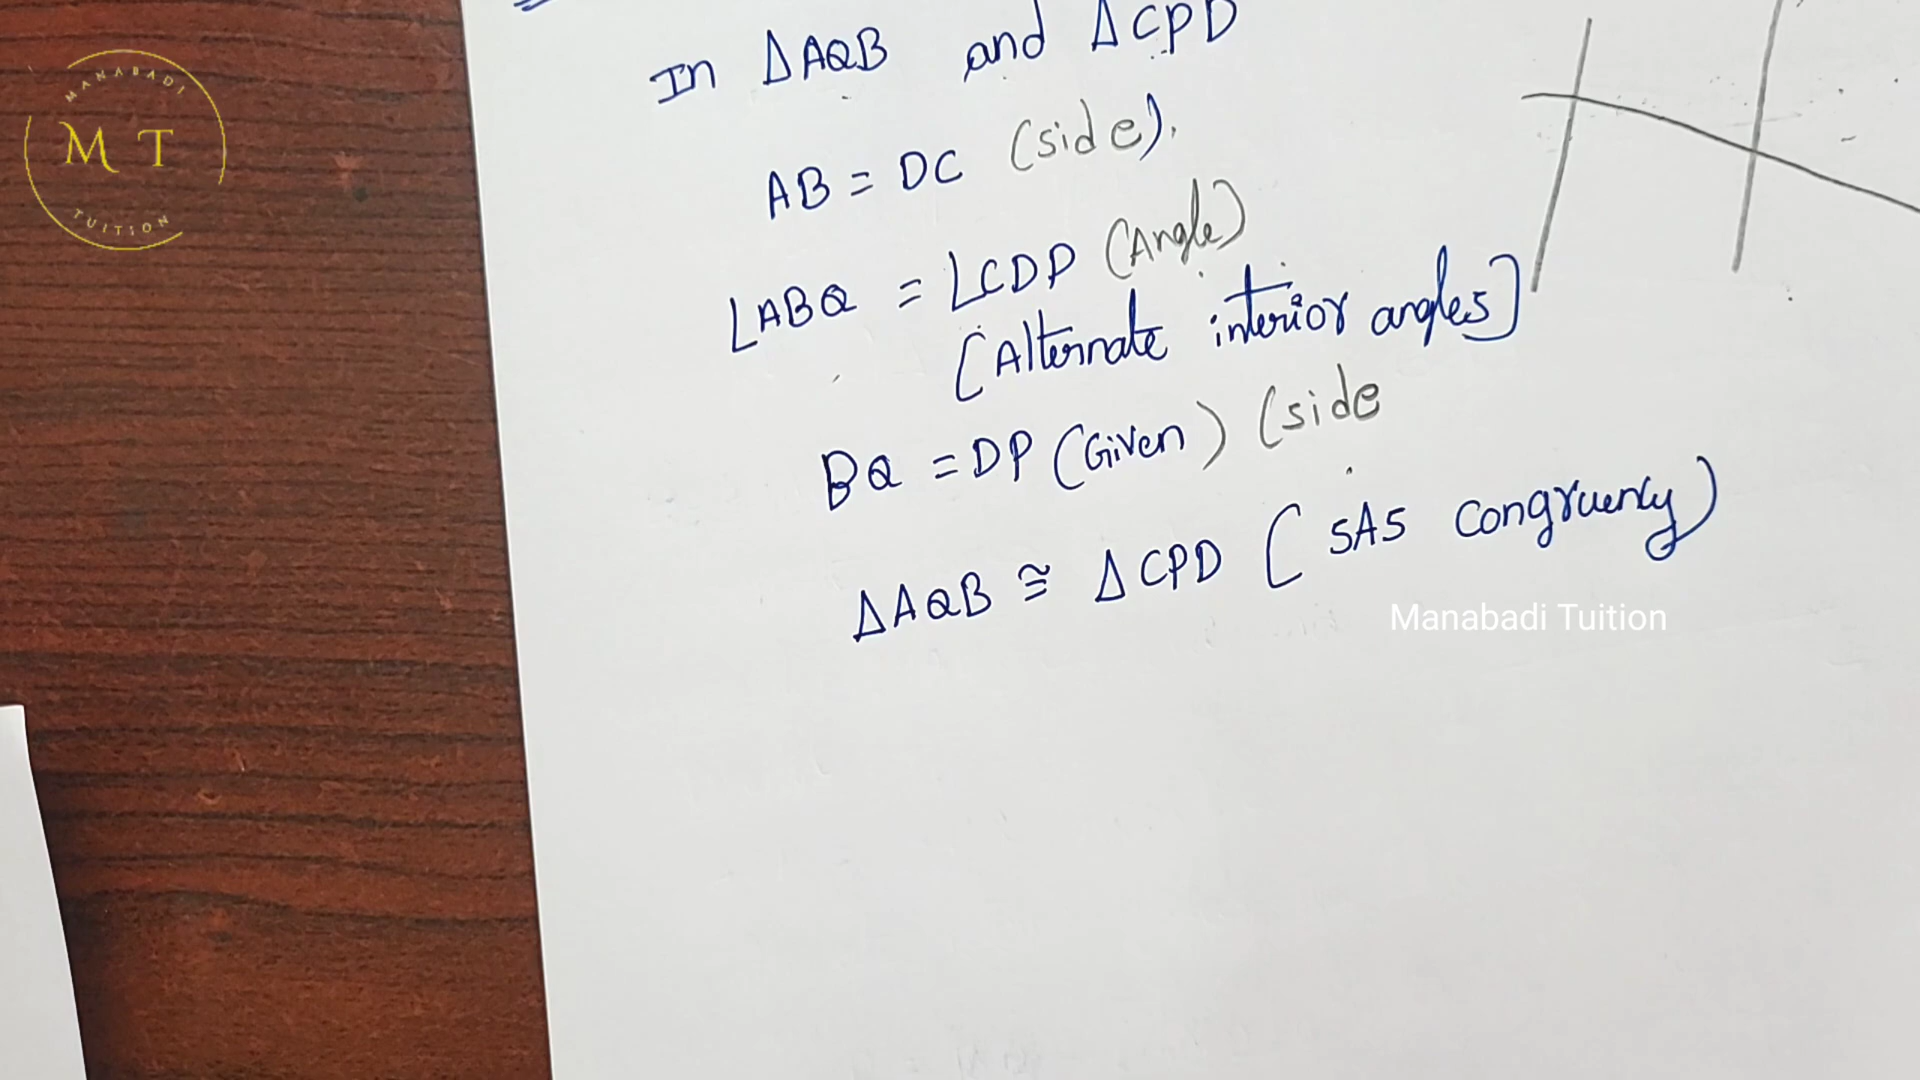 MANABADI
M T
TUITION
In ΔAQB and ΔCPD
AB = DC (side).
∠ABQ = ∠CDP (Angle)
[Alternate interior angles]
BQ = DP (Given) (side
ΔAQB ≅ ΔCPD (SAS Congruency)
Manabadi Tuition